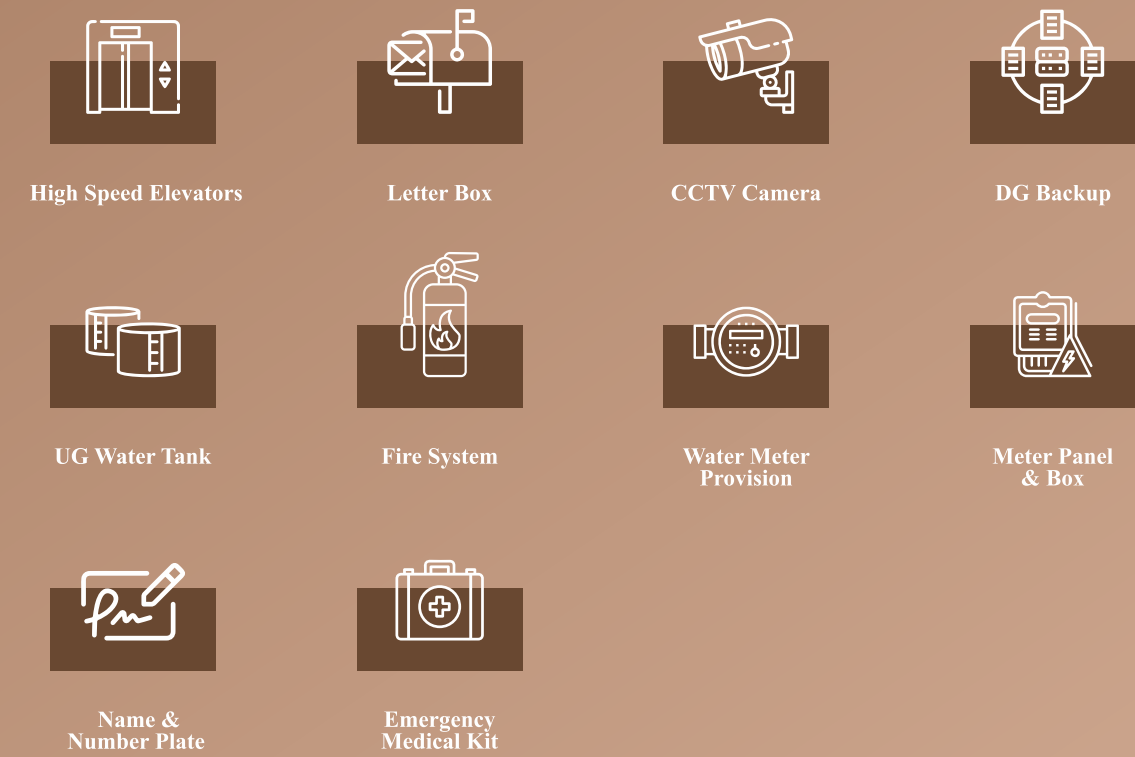 High Speed Elevators
Letter Box
CCTV Camera
DG Backup
UG Water Tank
Fire System
Water Meter
Provision
Meter Panel
& Box
Name &
Number Plate
Emergency
Medical Kit